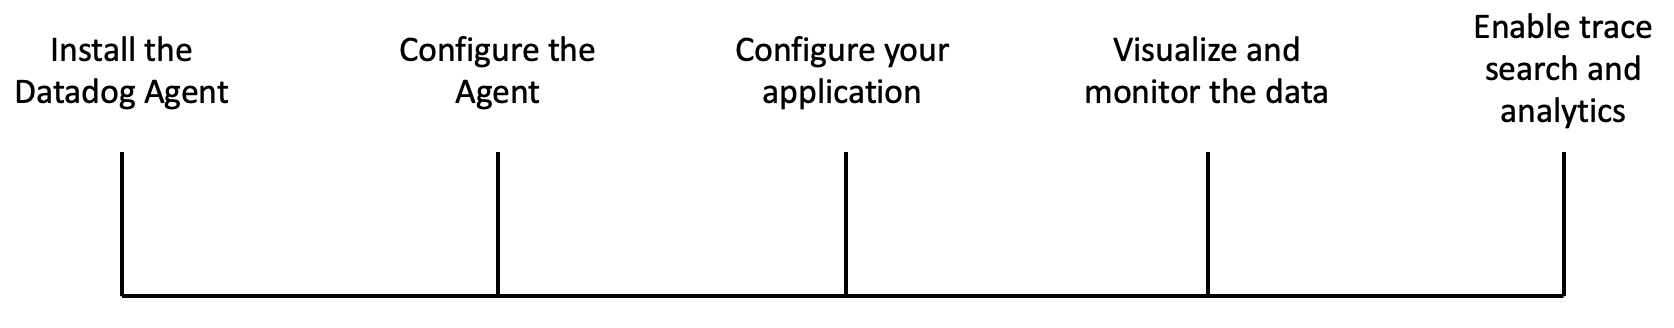 Install the
Datadog Agent
Configure the
Agent
Configure your
application
Visualize and
monitor the data
Enable trace
search and
analytics